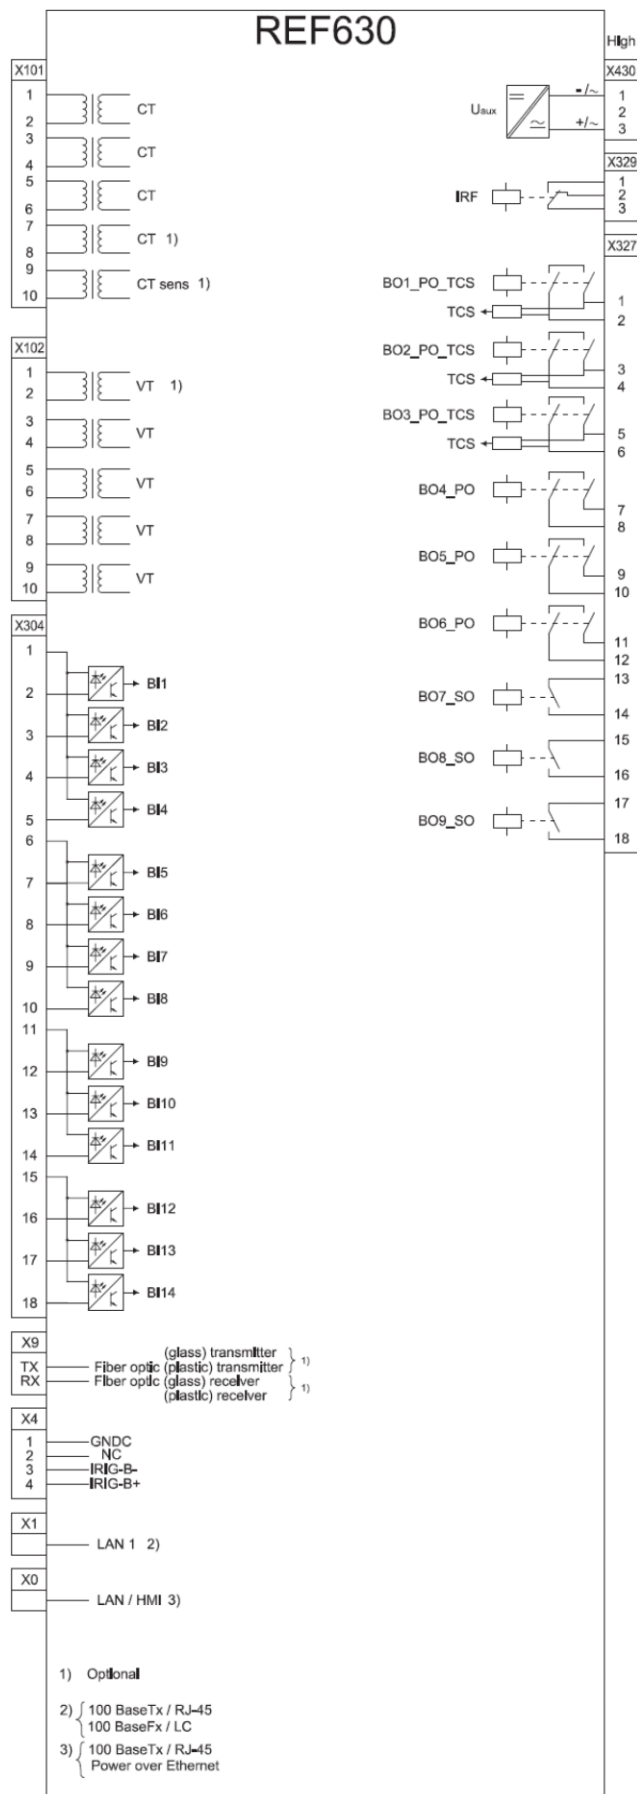 REF630
High
X101
1
2
CT
3
4
CT
5
6
CT
7
8
CT 1)
9
10
CT sens 1)
X102
1
2
VT 1)
3
4
VT
5
6
VT
7
8
VT
9
10
VT
X304
1
2
BI1
3
BI2
4
BI3
5
BI4
6
7
BI5
8
BI6
9
BI7
10
BI8
11
12
BI9
13
BI10
14
BI11
15
16
BI12
17
BI13
18
BI14
X9
(glass) transmitter
TX Fiber optic (plastic) transmitter 1)
RX Fiber optic (glass) receiver
(plastic) receiver 1)
X4
1 GNDC
2 NC
3 IRIG-B-
4 IRIG-B+
X1
LAN 1 2)
X0
LAN / HMI 3)
X430
Uaux
-/~ 1
2
+/~ 3
X329
IRF
1
2
3
X327
BO1_PO_TCS
TCS
1
2
BO2_PO_TCS
TCS
3
4
BO3_PO_TCS
TCS
5
6
BO4_PO
7
8
BO5_PO
9
10
BO6_PO
11
12
BO7_SO
13
14
BO8_SO
15
16
BO9_SO
17
18
1) Optional
2) 100 BaseTx / RJ-45
100 BaseFx / LC
3) 100 BaseTx / RJ-45
Power over Ethernet